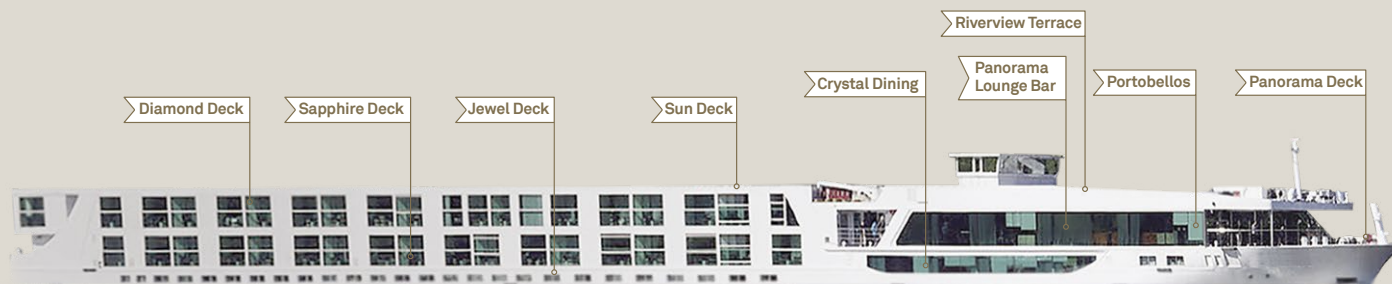 Diamond Deck
Sapphire Deck
Jewel Deck
Sun Deck
Crystal Dining
Riverview Terrace
Panorama
Lounge Bar
Portobellos
Panorama Deck